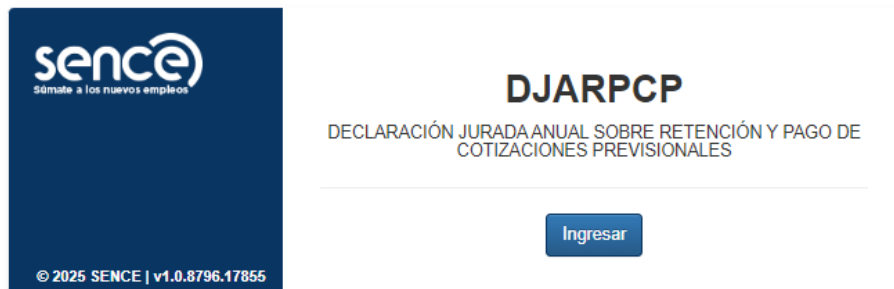 sence
Súmate a los nuevos empleos
DJARPCP
DECLARACIÓN JURADA ANUAL SOBRE RETENCIÓN Y PAGO DE
COTIZACIONES PREVISIONALES
Ingresar
© 2025 SENCE | v1.0.8796.17855